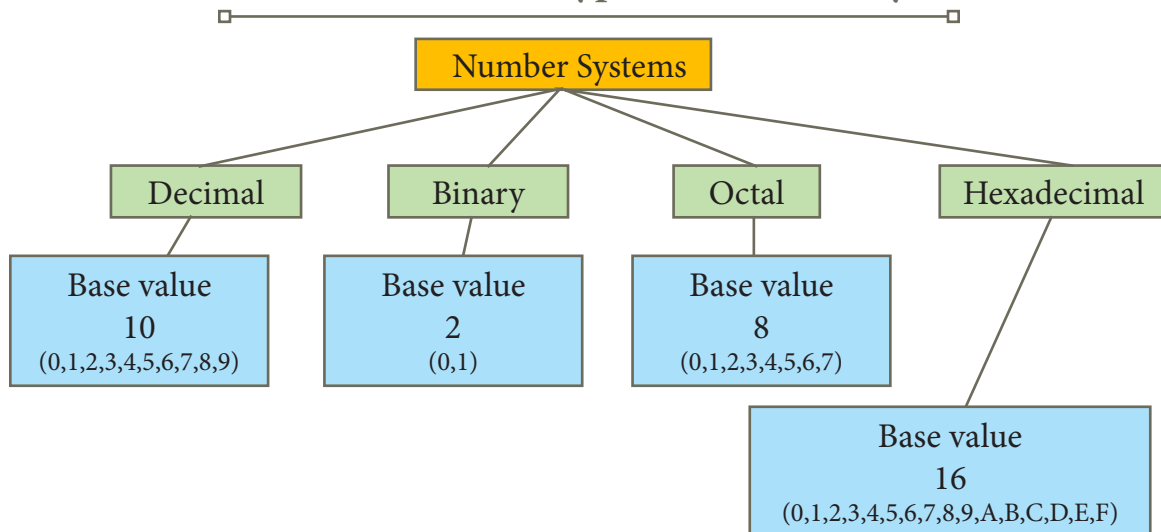 Number Systems
Decimal
Binary
Octal
Hexadecimal
Base value
10
(0,1,2,3,4,5,6,7,8,9)
Base value
2
(0,1)
Base value
8
(0,1,2,3,4,5,6,7)
Base value
16
(0,1,2,3,4,5,6,7,8,9,A,B,C,D,E,F)